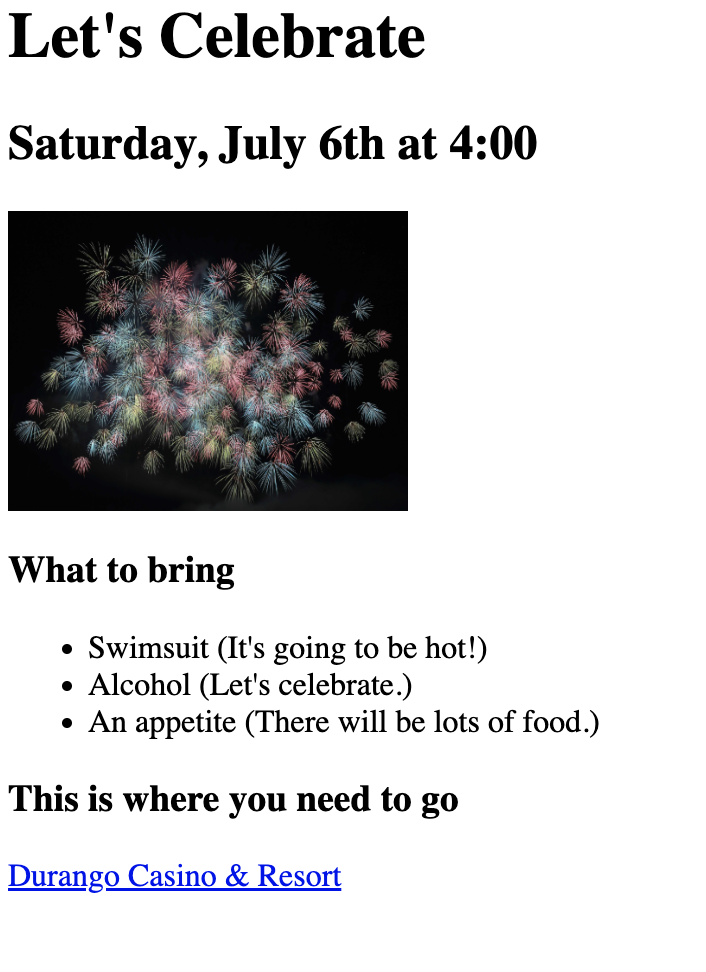 Let's Celebrate
Saturday, July 6th at 4:00
What to bring
• Swimsuit (It's going to be hot!)
• Alcohol (Let's celebrate.)
• An appetite (There will be lots of food.)
This is where you need to go
Durango Casino & Resort